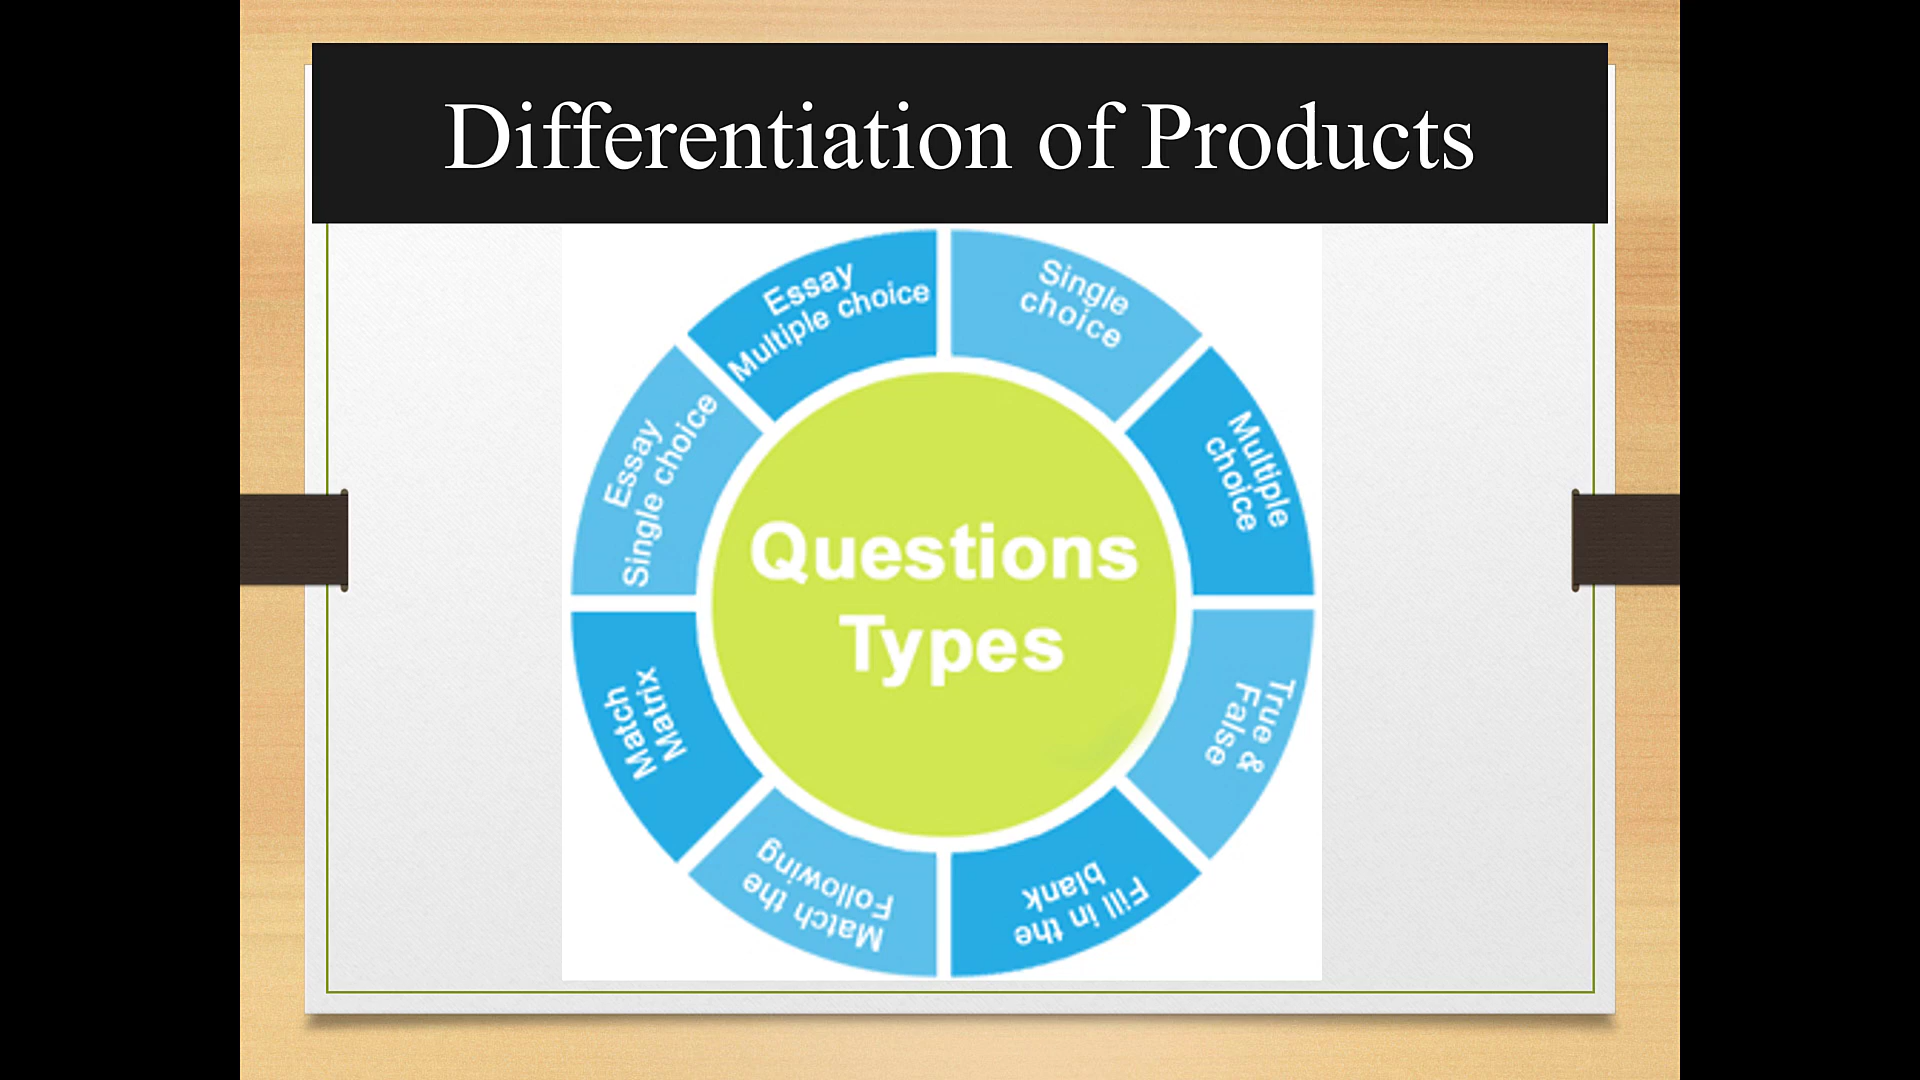 Differentiation of Products
Essay
Multiple choice
Single
choice
Multiple
choice
True &
False
Fill in the
blank
Match the
Following
Match
Matrix
Essay
Single choice
Questions
Types